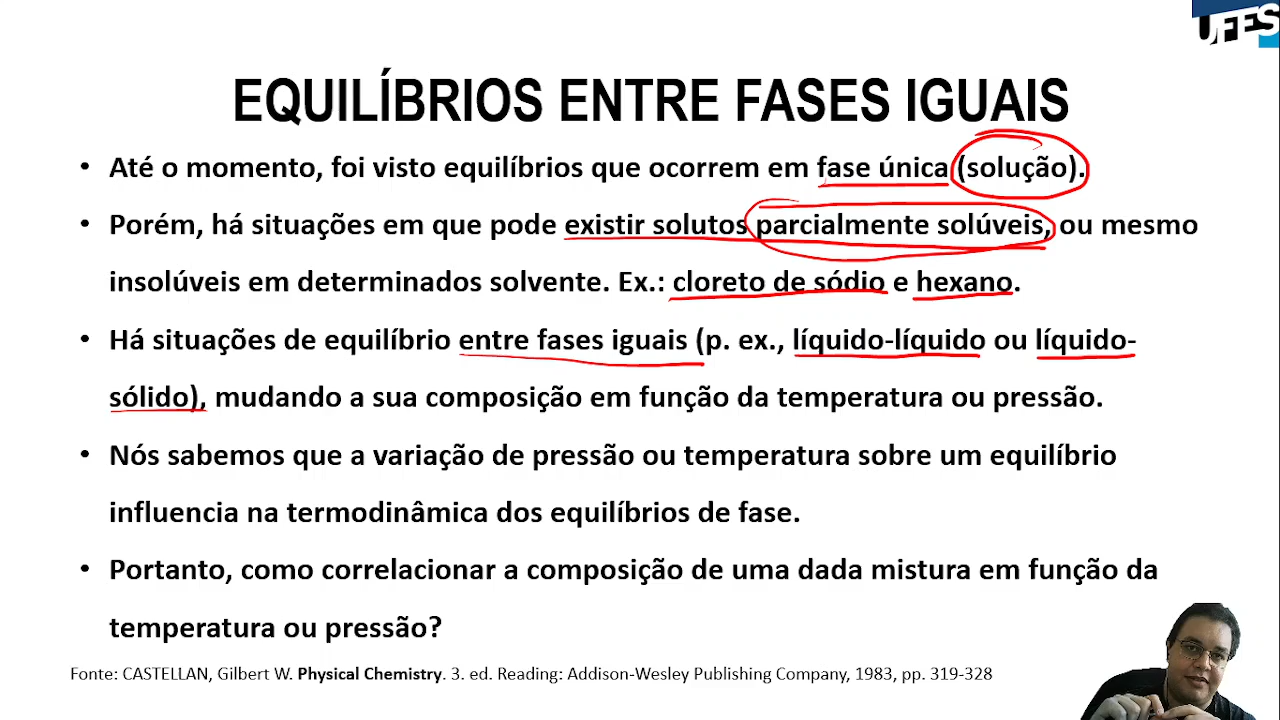 UFES
EQUILÍBRIOS ENTRE FASES IGUAIS
• Até o momento, foi visto equilíbrios que ocorrem em fase única (solução).
• Porém, há situações em que pode existir solutos parcialmente solúveis, ou mesmo
insolúveis em determinados solvente. Ex.: cloreto de sódio e hexano.
• Há situações de equilíbrio entre fases iguais (p. ex., líquido-líquido ou líquido-
sólido), mudando a sua composição em função da temperatura ou pressão.
• Nós sabemos que a variação de pressão ou temperatura sobre um equilíbrio
influencia na termodinâmica dos equilíbrios de fase.
• Portanto, como correlacionar a composição de uma dada mistura em função da
temperatura ou pressão?
Fonte: CASTELLAN, Gilbert W. Physical Chemistry. 3. ed. Reading: Addison-Wesley Publishing Company, 1983, pp. 319-328